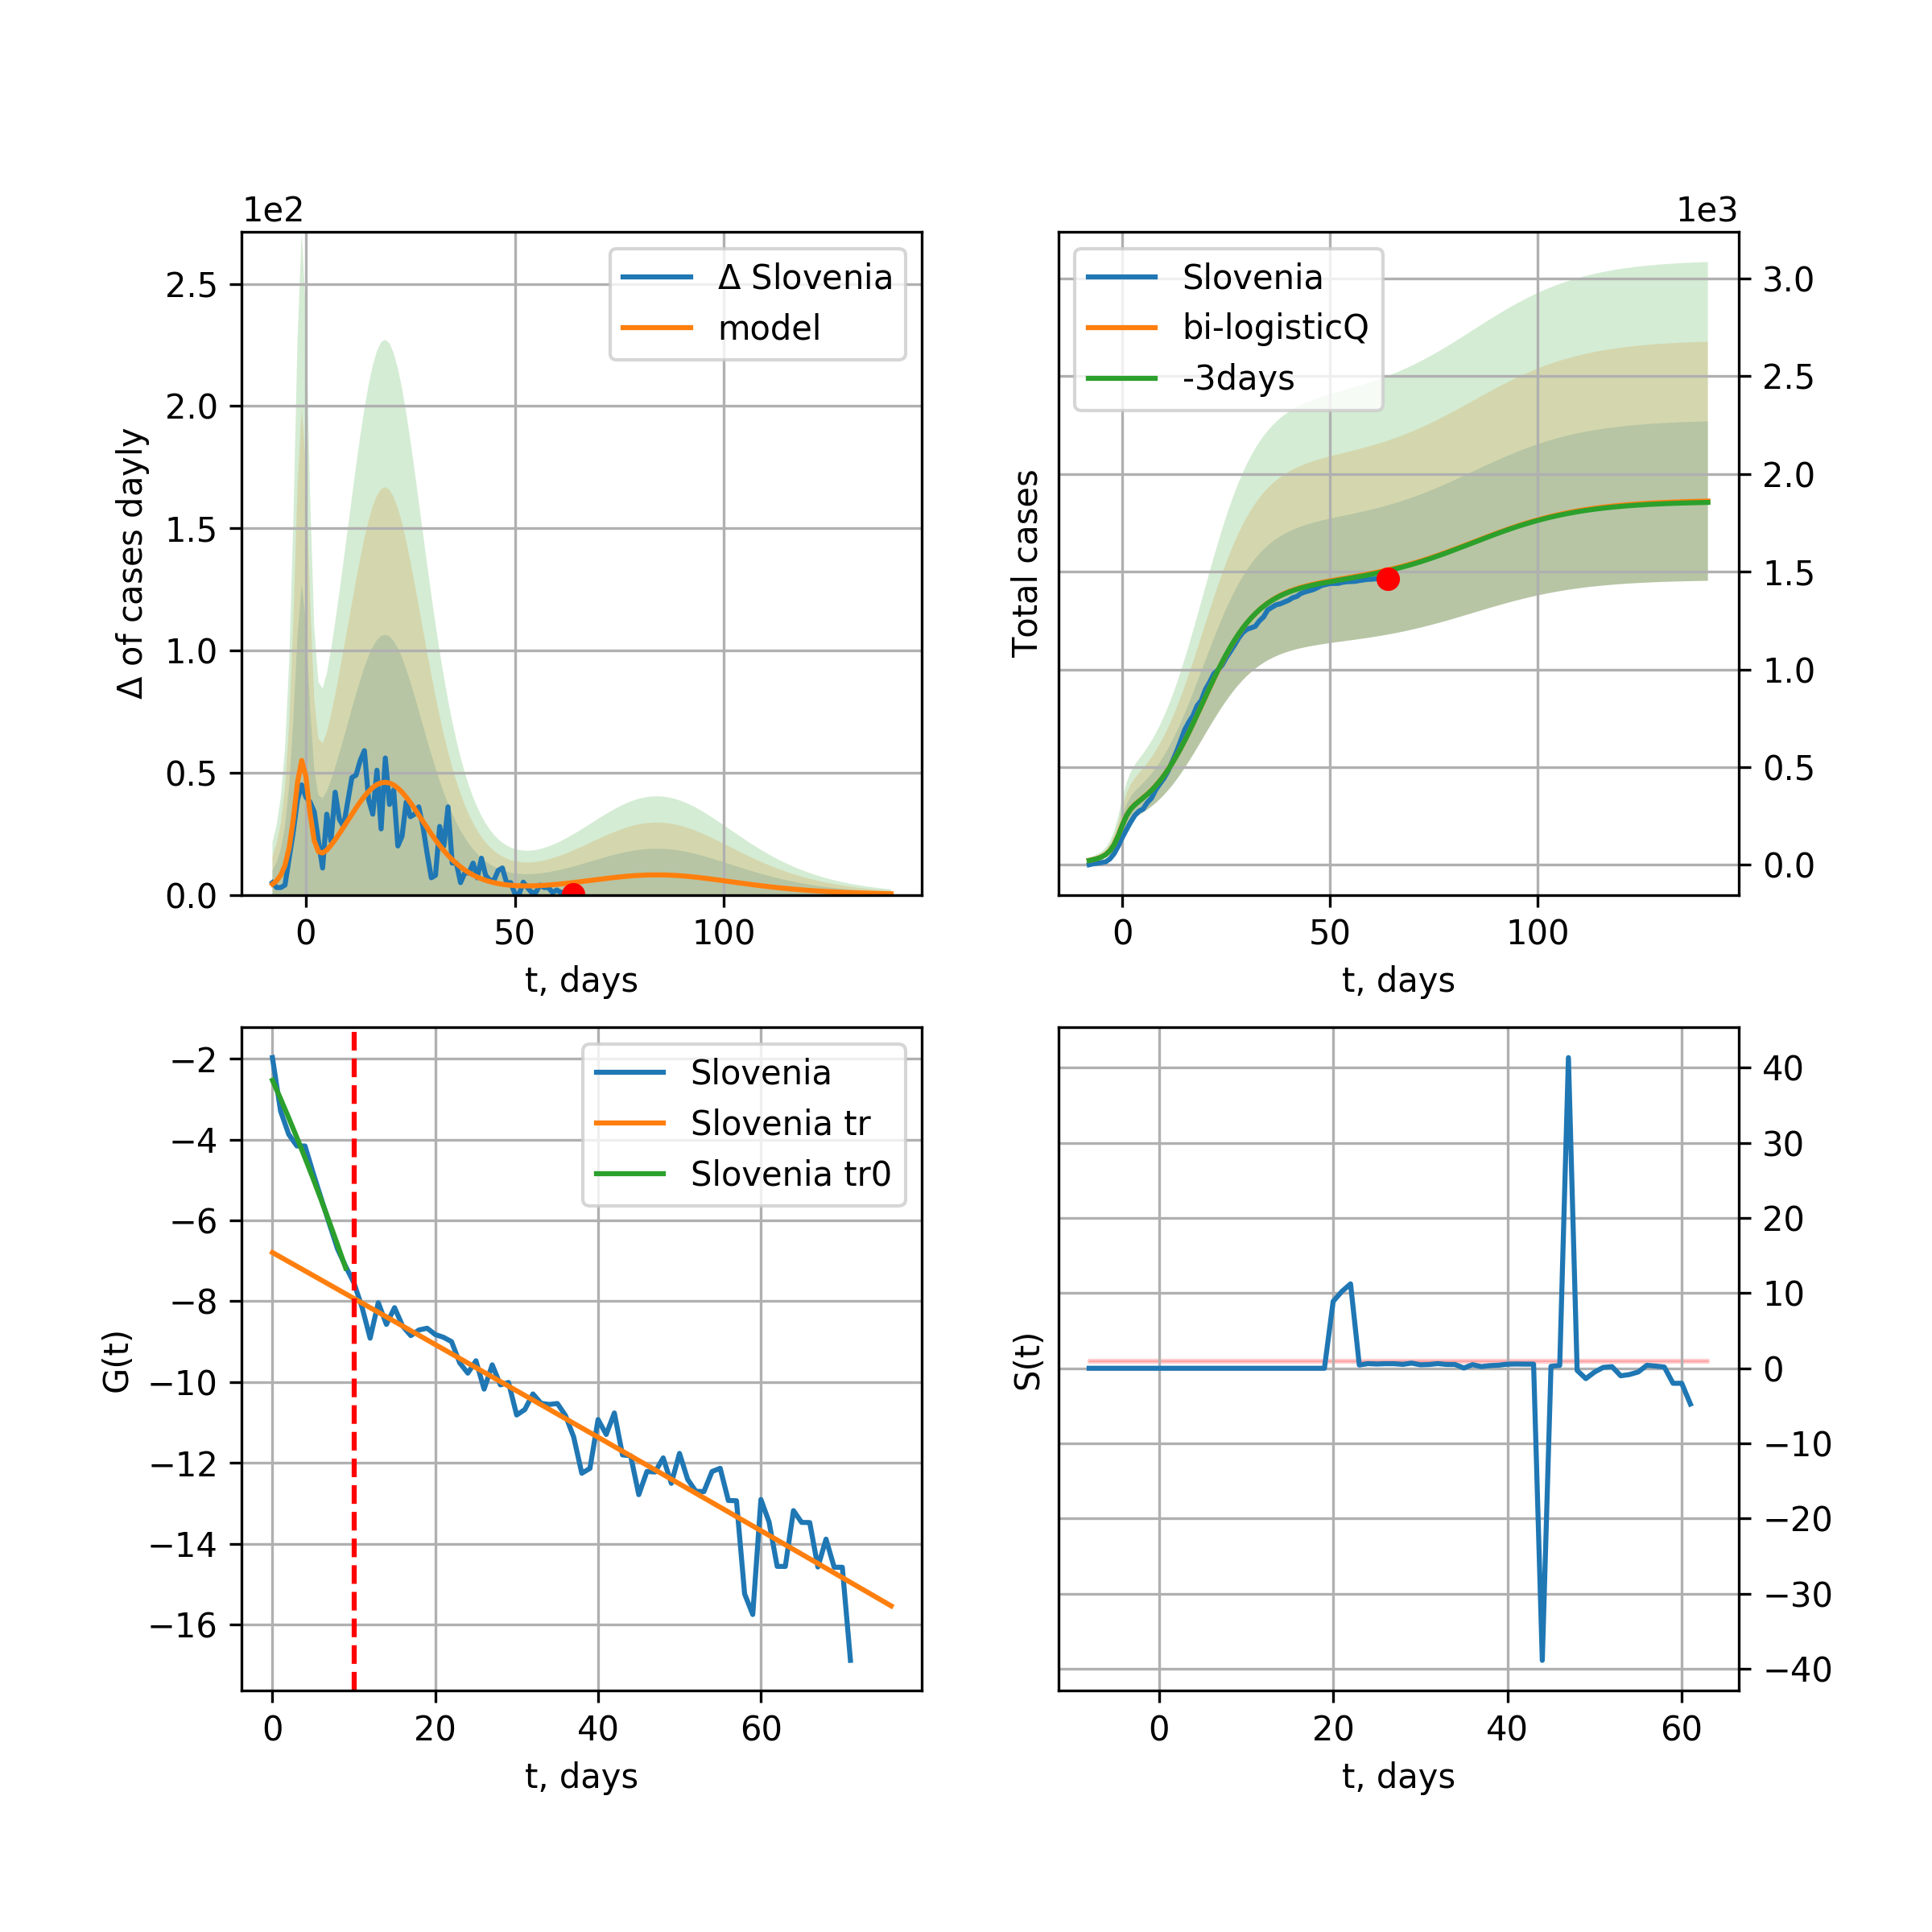 1e2
Δ of cases dayly
2.5
2.0
1.5
1.0
0.5
0.0
0 50 100
t, days
Δ Slovenia
model
1e3
Total cases
3.0
2.5
2.0
1.5
1.0
0.5
0.0
0 50 100
t, days
Slovenia
bi-logisticQ
-3days
G(t)
−2
−4
−6
−8
−10
−12
−14
−16
0 20 40 60
t, days
Slovenia
Slovenia tr
Slovenia tr0
S(t)
40
30
20
10
0
−10
−20
−30
−40
0 20 40 60
t, days